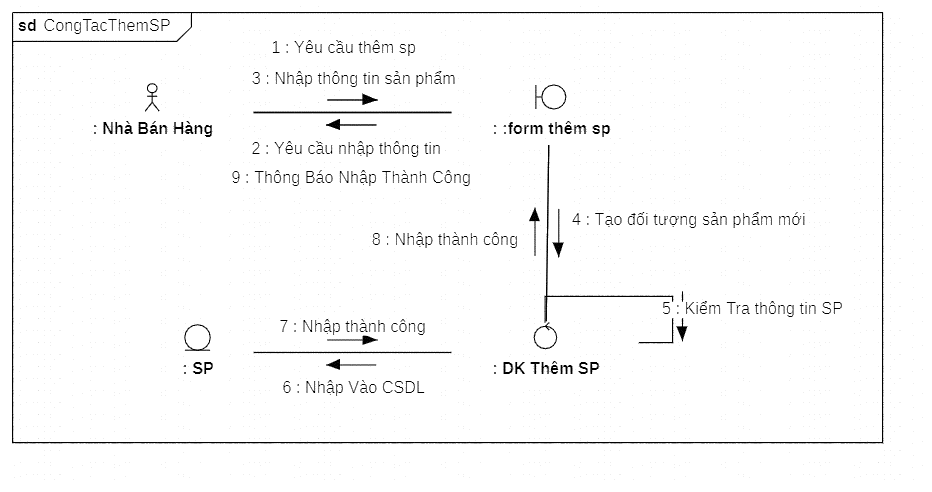 sd CongTacThemSP
1 : Yêu cầu thêm sp
3 : Nhập thông tin sản phẩm
: Nhà Bán Hàng
: :form thêm sp
2 : Yêu cầu nhập thông tin
9 : Thông Báo Nhập Thành Công
4 : Tạo đối tượng sản phẩm mới
8 : Nhập thành công
5 : Kiểm Tra thông tin SP
7 : Nhập thành công
: SP
: DK Thêm SP
6 : Nhập Vào CSDL